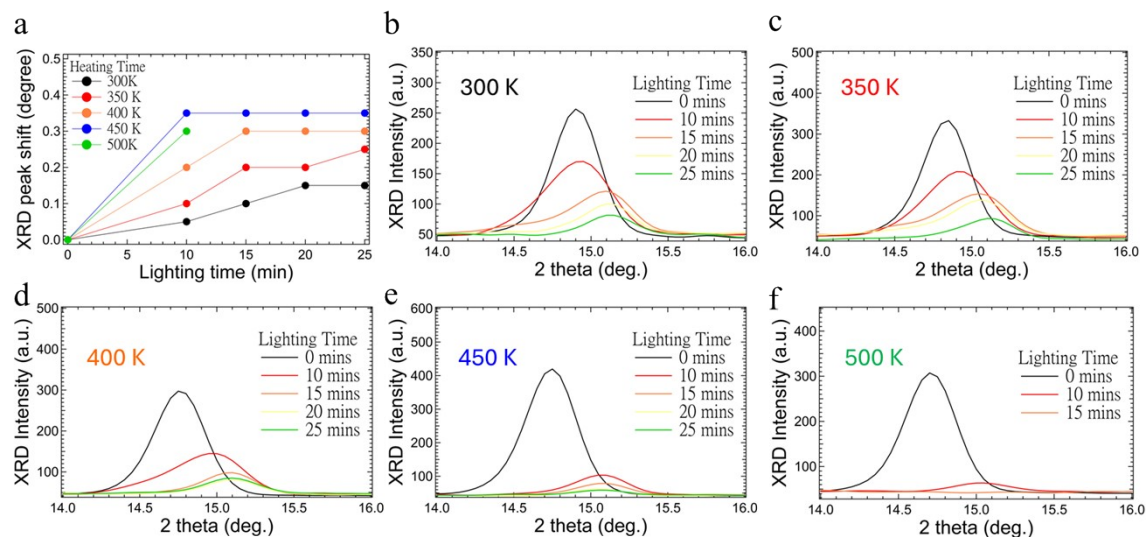 a
XRD peak shift (degree)
0.5
0.4
0.3
0.2
0.1
0.0
Heating Time
300K
350 K
400 K
450 K
500K
0 5 10 15 20 25
Lighting time (min)
b
XRD Intensity (a.u.)
350
300
250
200
150
100
50
300 K
Lighting Time
0 mins
10 mins
15 mins
20 mins
25 mins
14.0 14.5 15.0 15.5 16.0
2 theta (deg.)
c
XRD Intensity (a.u.)
500
400
300
200
100
350 K
Lighting Time
0 mins
10 mins
15 mins
20 mins
25 mins
14.0 14.5 15.0 15.5 16.0
2 theta (deg.)
d
XRD Intensity (a.u.)
500
400
300
200
100
400 K
Lighting Time
0 mins
10 mins
15 mins
20 mins
25 mins
14.0 14.5 15.0 15.5 16.0
2 theta (deg.)
e
XRD Intensity (a.u.)
600
500
400
300
200
100
0
450 K
Lighting Time
0 mins
10 mins
15 mins
20 mins
25 mins
14.0 14.5 15.0 15.5 16.0
2 theta (deg.)
f
XRD Intensity (a.u.)
400
300
200
100
500 K
Lighting Time
0 mins
10 mins
15 mins
14.0 14.5 15.0 15.5 16.0
2 theta (deg.)